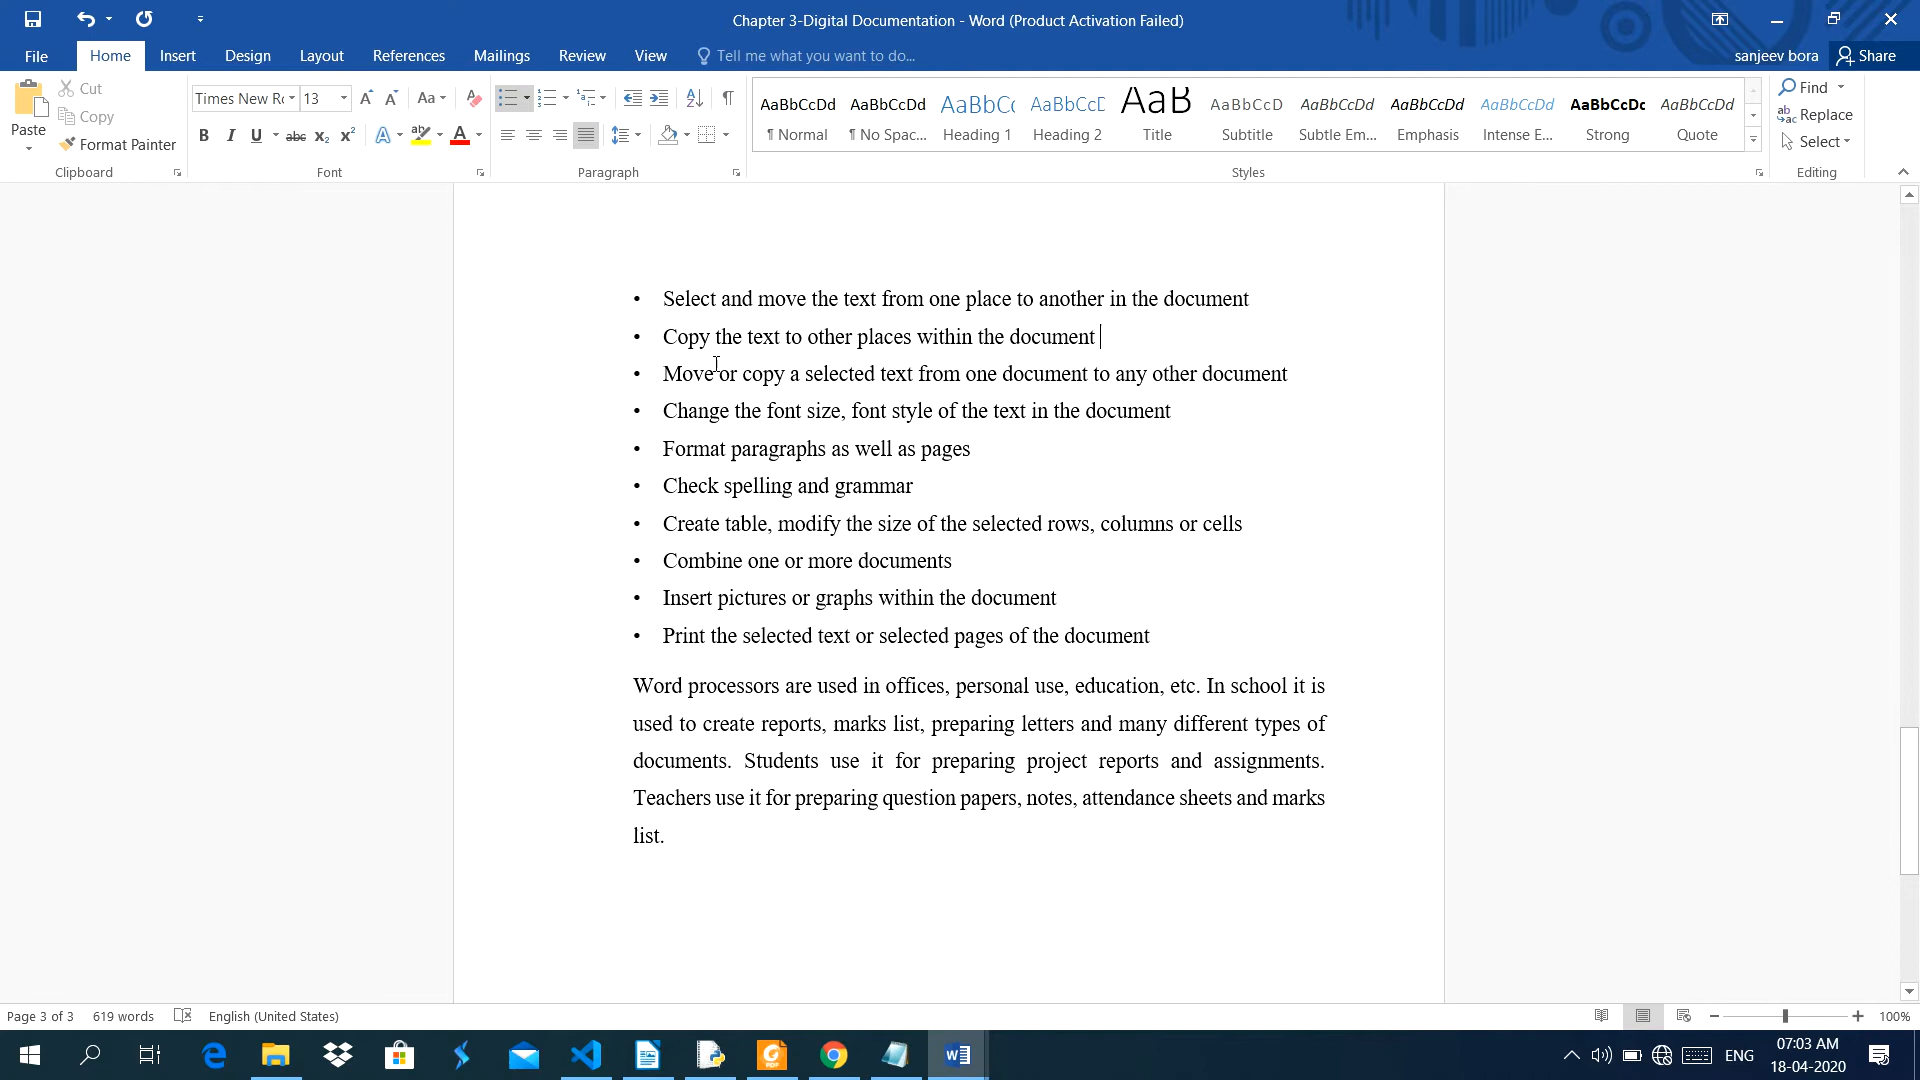 Chapter 3-Digital Documentation - Word (Product Activation Failed)
File Home Insert Design Layout References Mailings Review View Tell me what you want to do... sanjeev bora Share
Paste
Cut
Copy
Format Painter
Clipboard
Times New Ro 13 Aa
B I U abc X₂ X² A ab A
Font
Paragraph
AaBbCcDd AaBbCcDd AaBbCc AaBbCcC AaB AaBbCcD AaBbCcDd AaBbCcDd AaBbCcDd AaBbCcDc AaBbCcDd
¶ Normal ¶ No Spac... Heading 1 Heading 2 Title Subtitle Subtle Em... Emphasis Intense E... Strong Quote
Styles
Find
Replace
Select
Editing
• Select and move the text from one place to another in the document
• Copy the text to other places within the document
• Move or copy a selected text from one document to any other document
• Change the font size, font style of the text in the document
• Format paragraphs as well as pages
• Check spelling and grammar
• Create table, modify the size of the selected rows, columns or cells
• Combine one or more documents
• Insert pictures or graphs within the document
• Print the selected text or selected pages of the document
Word processors are used in offices, personal use, education, etc. In school it is
used to create reports, marks list, preparing letters and many different types of
documents. Students use it for preparing project reports and assignments.
Teachers use it for preparing question papers, notes, attendance sheets and marks
list.
Page 3 of 3 619 words English (United States) 100%
ENG
07:03 AM
18-04-2020